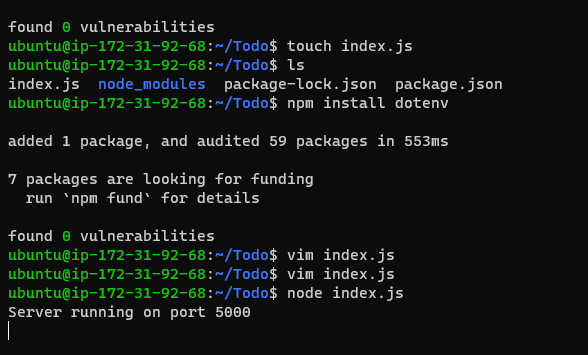 found 0 vulnerabilities
ubuntu@ip-172-31-92-68:~/Todo$ touch index.js
ubuntu@ip-172-31-92-68:~/Todo$ ls
index.js  node_modules  package-lock.json  package.json
ubuntu@ip-172-31-92-68:~/Todo$ npm install dotenv
added 1 package, and audited 59 packages in 553ms
7 packages are looking for funding
  run `npm fund` for details
found 0 vulnerabilities
ubuntu@ip-172-31-92-68:~/Todo$ vim index.js
ubuntu@ip-172-31-92-68:~/Todo$ vim index.js
ubuntu@ip-172-31-92-68:~/Todo$ node index.js
Server running on port 5000